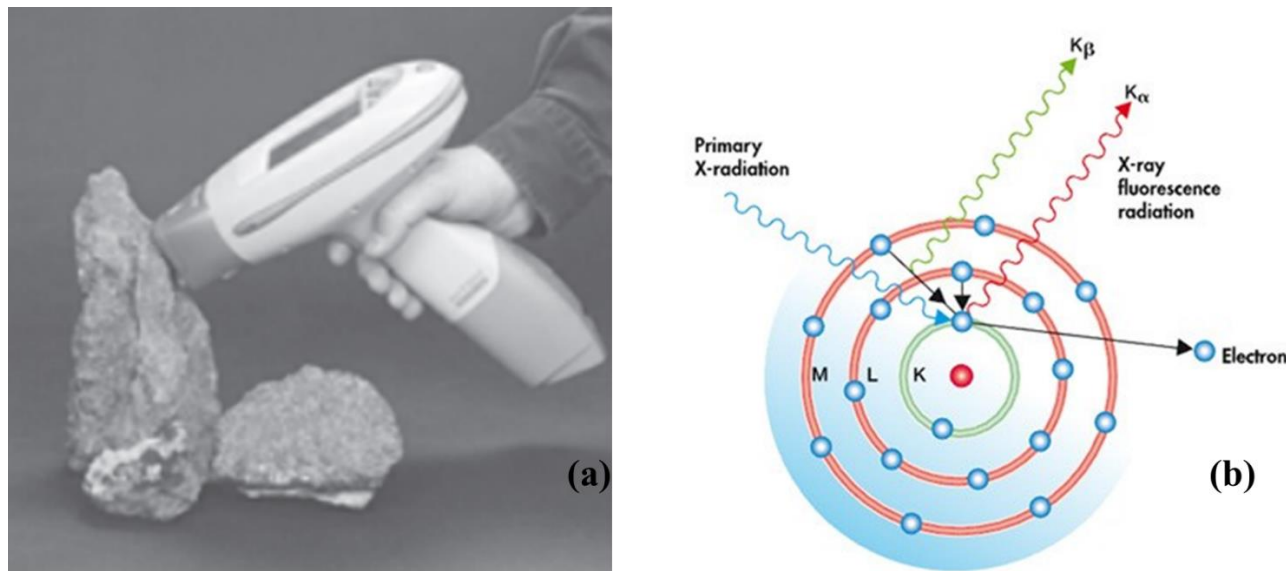 (a)
Kβ
Kα
Primary
X-radiation
X-ray
fluorescence
radiation
M L K
Electron
(b)